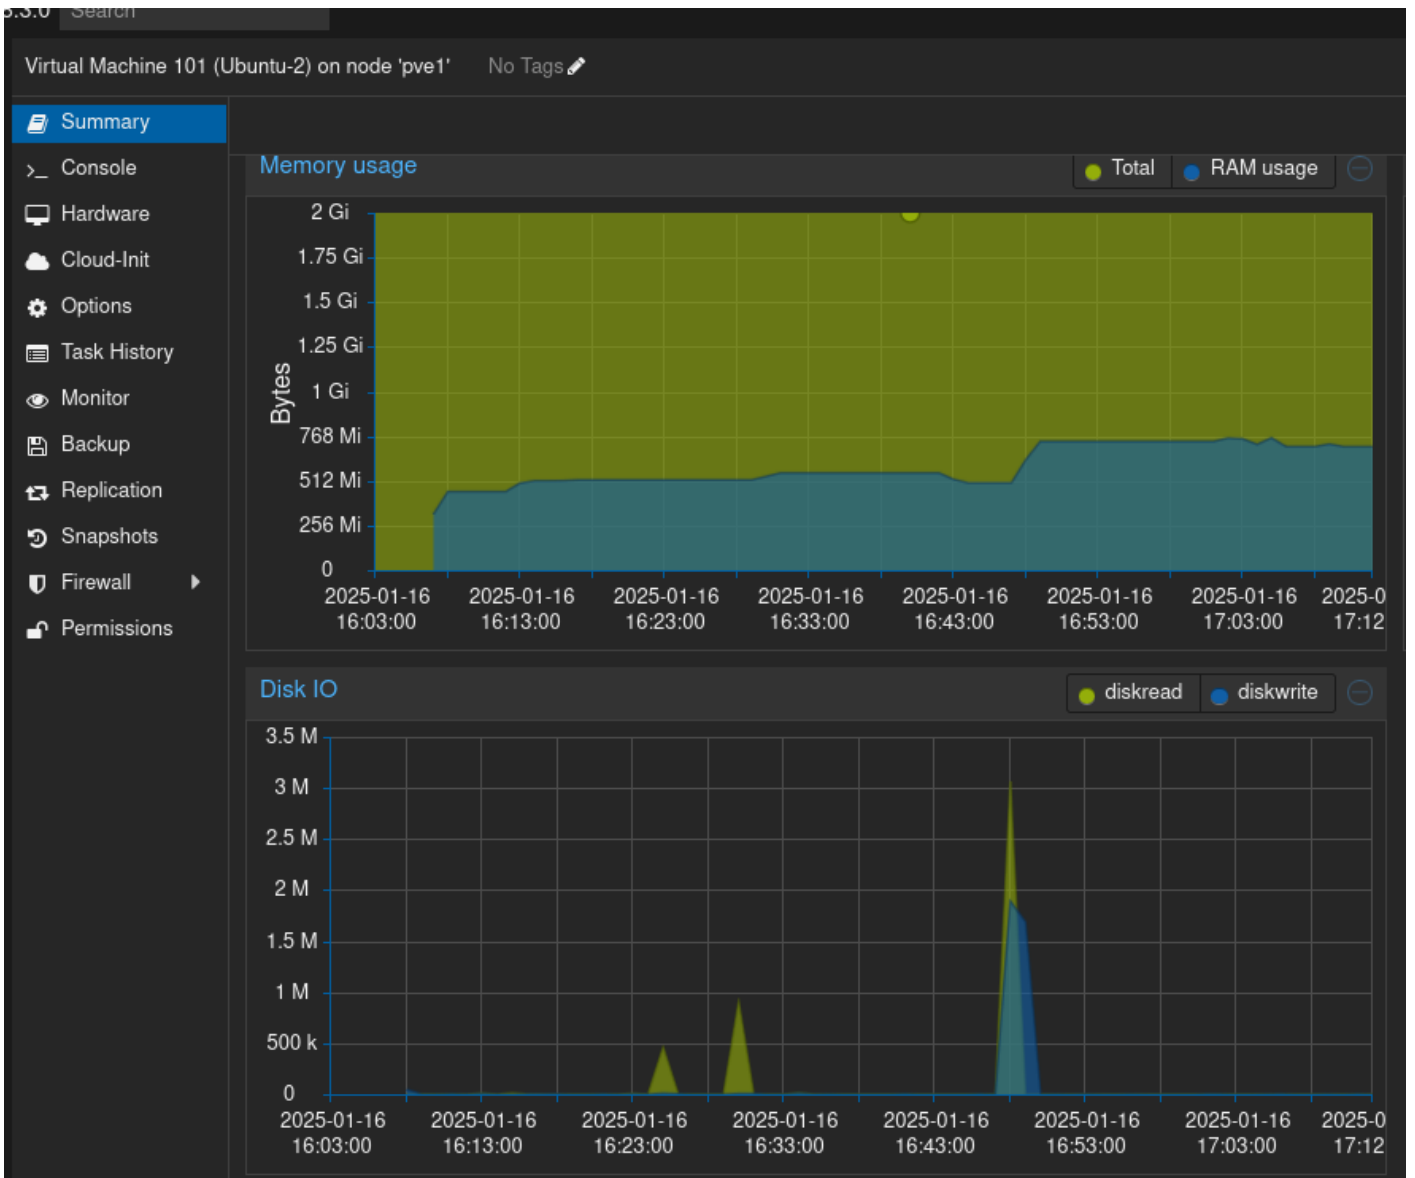 8.3.0 Search
Virtual Machine 101 (Ubuntu-2) on node 'pve1' No Tags
Summary
Console
Hardware
Cloud-Init
Options
Task History
Monitor
Backup
Replication
Snapshots
Firewall
Permissions
Memory usage
Total RAM usage
2 Gi
1.75 Gi
1.5 Gi
1.25 Gi
1 Gi
768 Mi
512 Mi
256 Mi
0
Bytes
2025-01-16 2025-01-16 2025-01-16 2025-01-16 2025-01-16 2025-01-16 2025-01-16 2025-0
16:03:00 16:13:00 16:23:00 16:33:00 16:43:00 16:53:00 17:03:00 17:12
Disk IO
diskread diskwrite
3.5 M
3 M
2.5 M
2 M
1.5 M
1 M
500 k
0
2025-01-16 2025-01-16 2025-01-16 2025-01-16 2025-01-16 2025-01-16 2025-01-16 2025-0
16:03:00 16:13:00 16:23:00 16:33:00 16:43:00 16:53:00 17:03:00 17:12